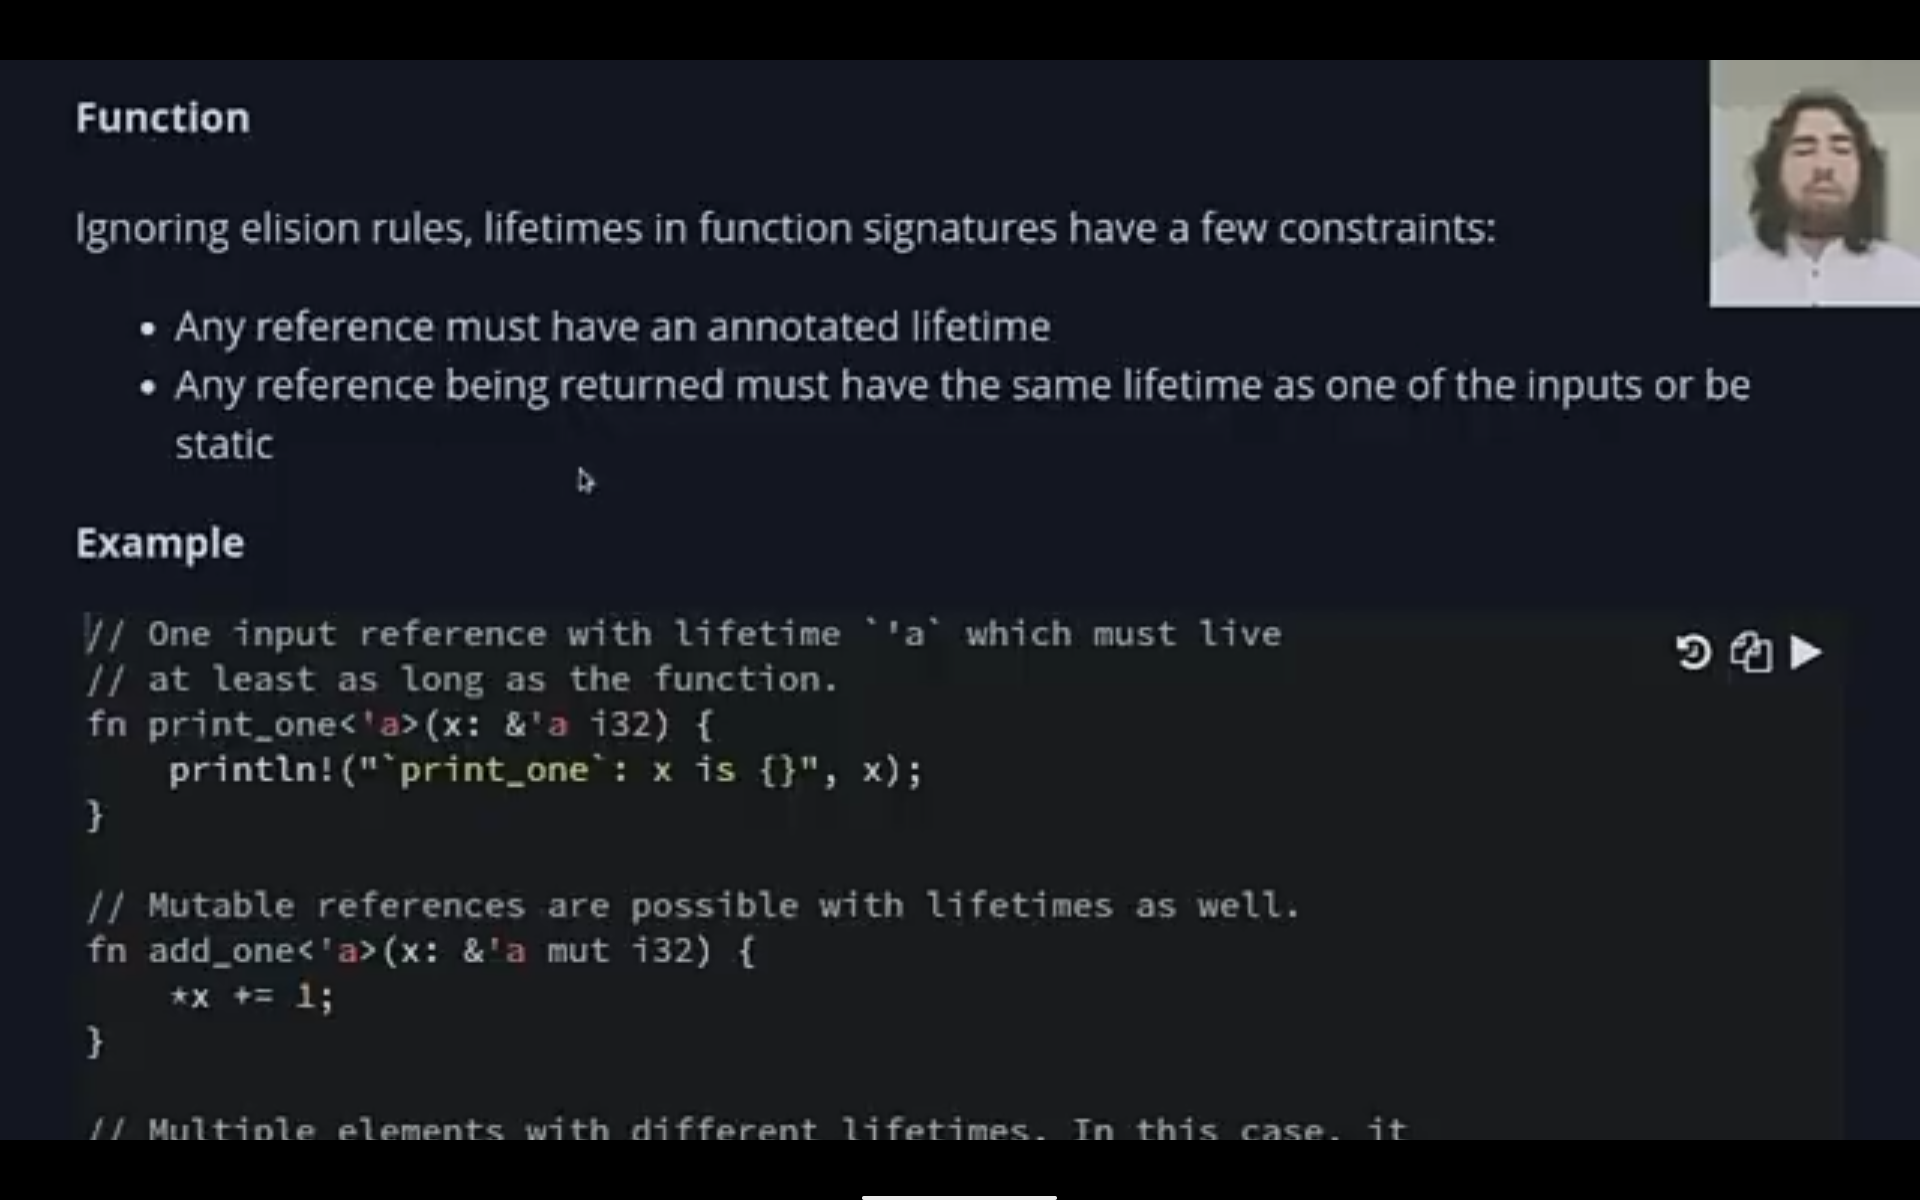 Function
Ignoring elision rules, lifetimes in function signatures have a few constraints:
• Any reference must have an annotated lifetime
• Any reference being returned must have the same lifetime as one of the inputs or be
static
Example
// One input reference with lifetime `'a` which must live
// at least as long as the function.
fn print_one<'a>(x: &'a i32) {
    println!("`print_one`: x is {}", x);
}
// Mutable references are possible with lifetimes as well.
fn add_one<'a>(x: &'a mut i32) {
    *x += 1;
}
// Multiple elements with different lifetimes. In this case, it